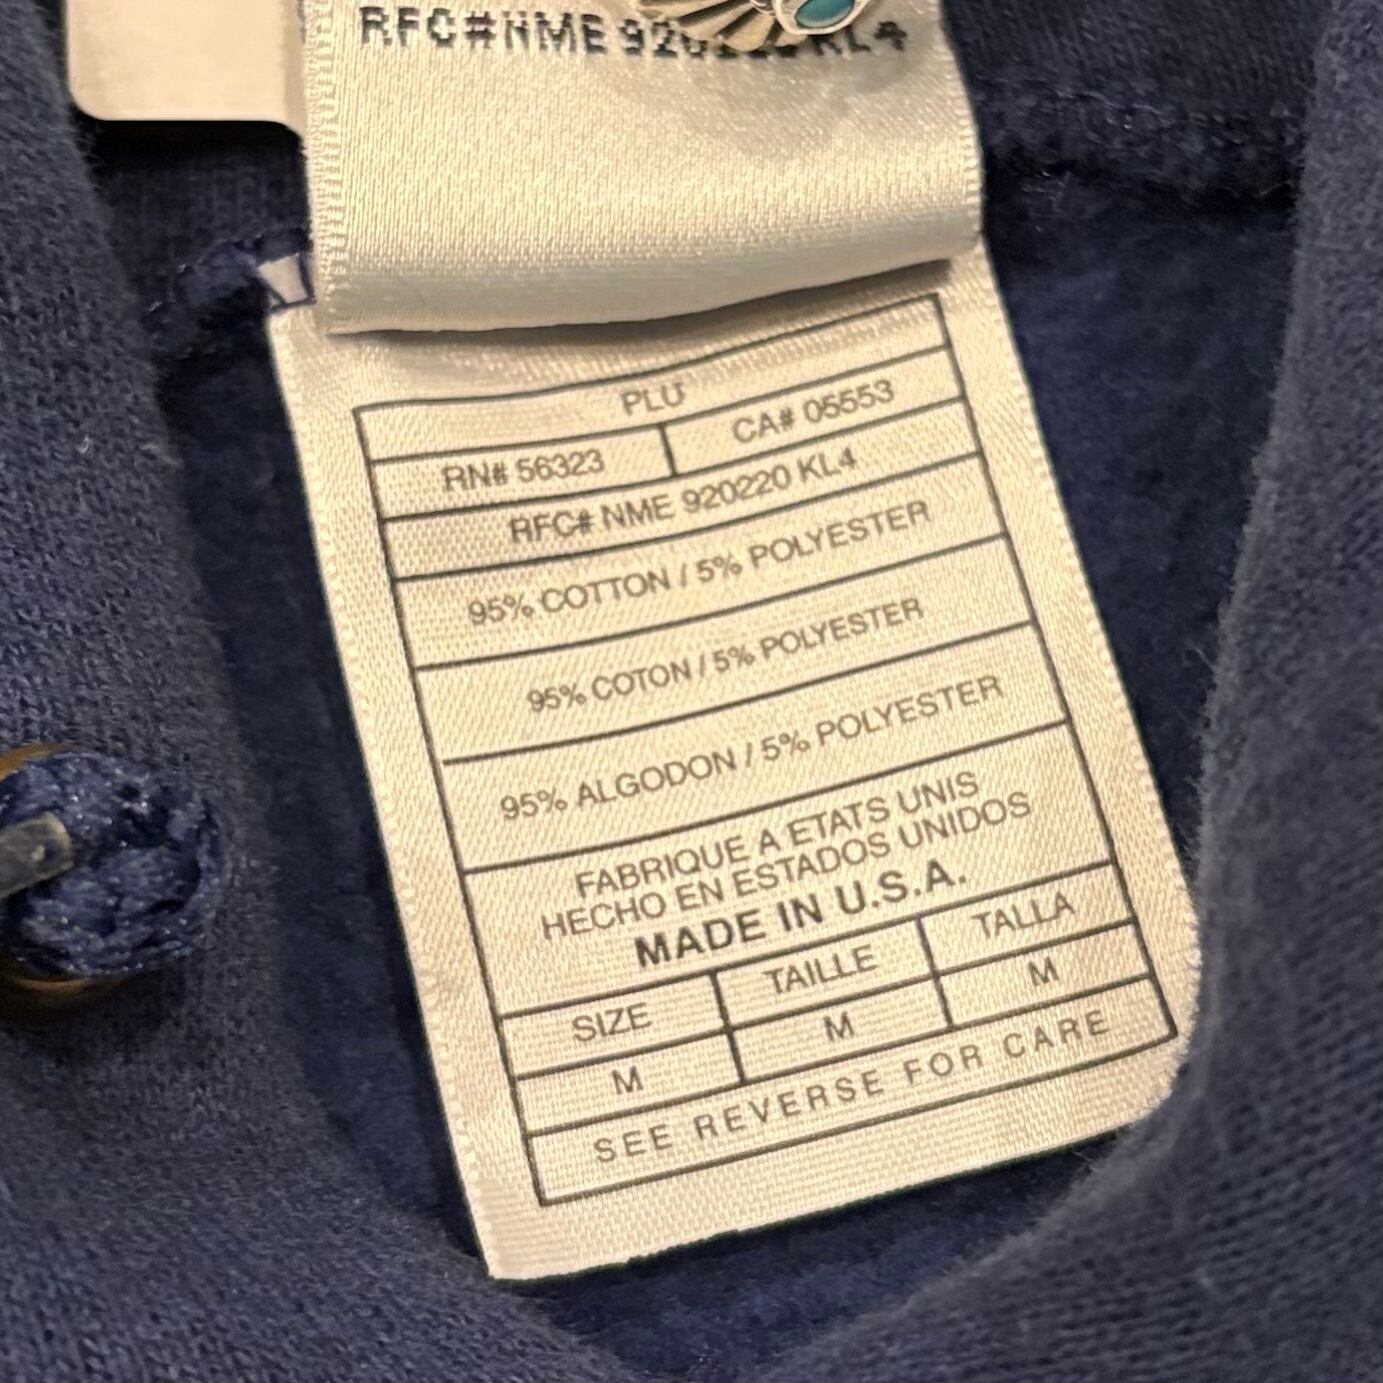 RFC#NME KL4
PLU
RN# 56323 CA# 05553
RFC# NME 920220 KL4
95% COTTON / 5% POLYESTER
95% COTON / 5% POLYESTER
95% ALGODON / 5% POLYESTER
FABRIQUE A ETATS UNIS
HECHO EN ESTADOS UNIDOS
MADE IN U.S.A.
SIZE TAILLE TALLA
M M M
SEE REVERSE FOR CARE